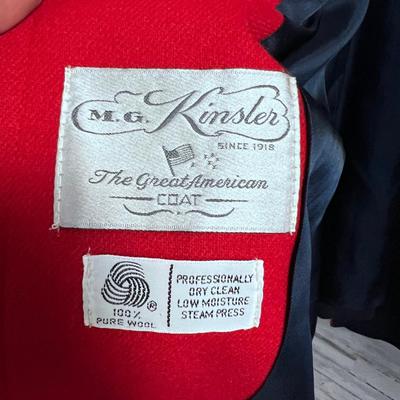 M.G. Kinsler
SINCE 1918
The Great American
COAT
®
100%
PURE WOOL
PROFESSIONALLY
DRY CLEAN
LOW MOISTURE
STEAM PRESS